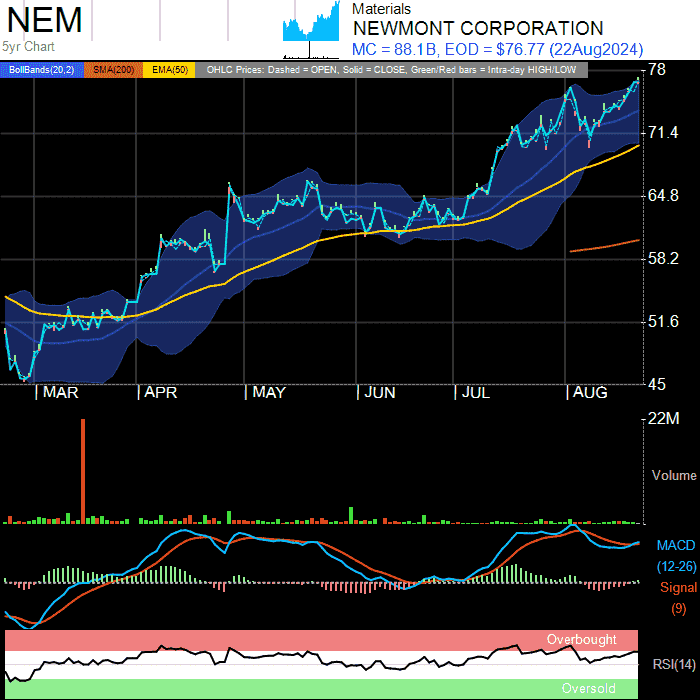 NEM
5yr Chart
Materials
NEWMONT CORPORATION
MC = 88.1B, EOD = $76.77 (22Aug2024)
BollBands(20,2) SMA(200) EMA(50) OHLC Prices: Dashed = OPEN, Solid = CLOSE, Green/Red bars = Intra-day HIGH/LOW
78
71.4
64.8
58.2
51.6
45
MAR APR MAY JUN JUL AUG
22M
Volume
MACD
(12-26)
Signal
(9)
Overbought
RSI(14)
Oversold